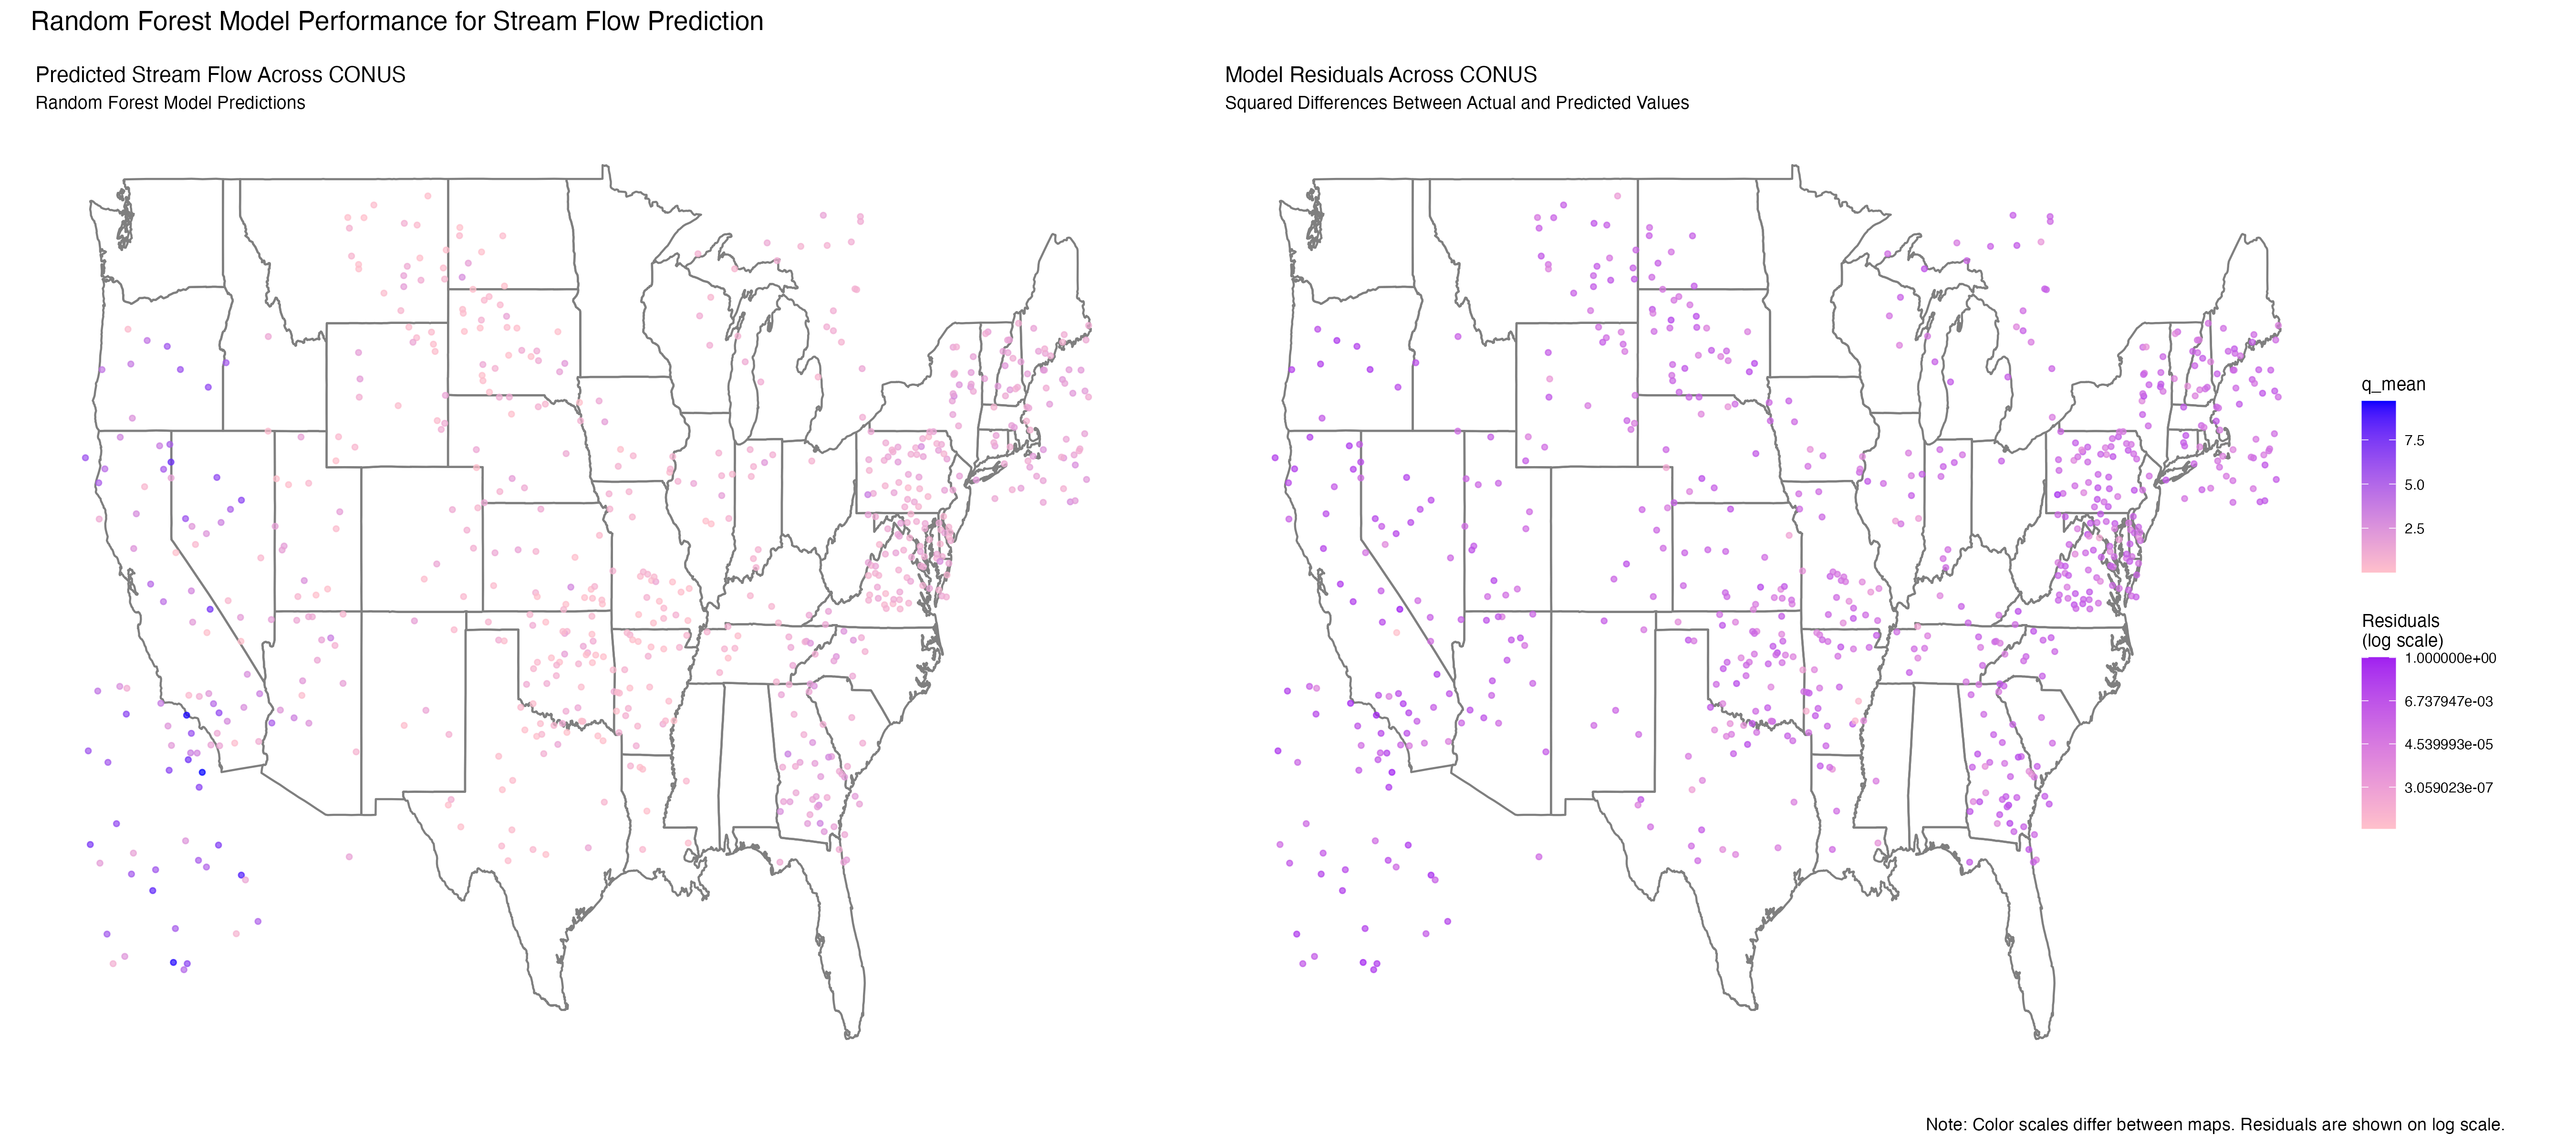 Random Forest Model Performance for Stream Flow Prediction
Predicted Stream Flow Across CONUS
Random Forest Model Predictions
Model Residuals Across CONUS
Squared Differences Between Actual and Predicted Values
q_mean
7.5
5.0
2.5
Residuals
(log scale)
1.000000e+00
6.737947e-03
4.539993e-05
3.059023e-07
Note: Color scales differ between maps. Residuals are shown on log scale.